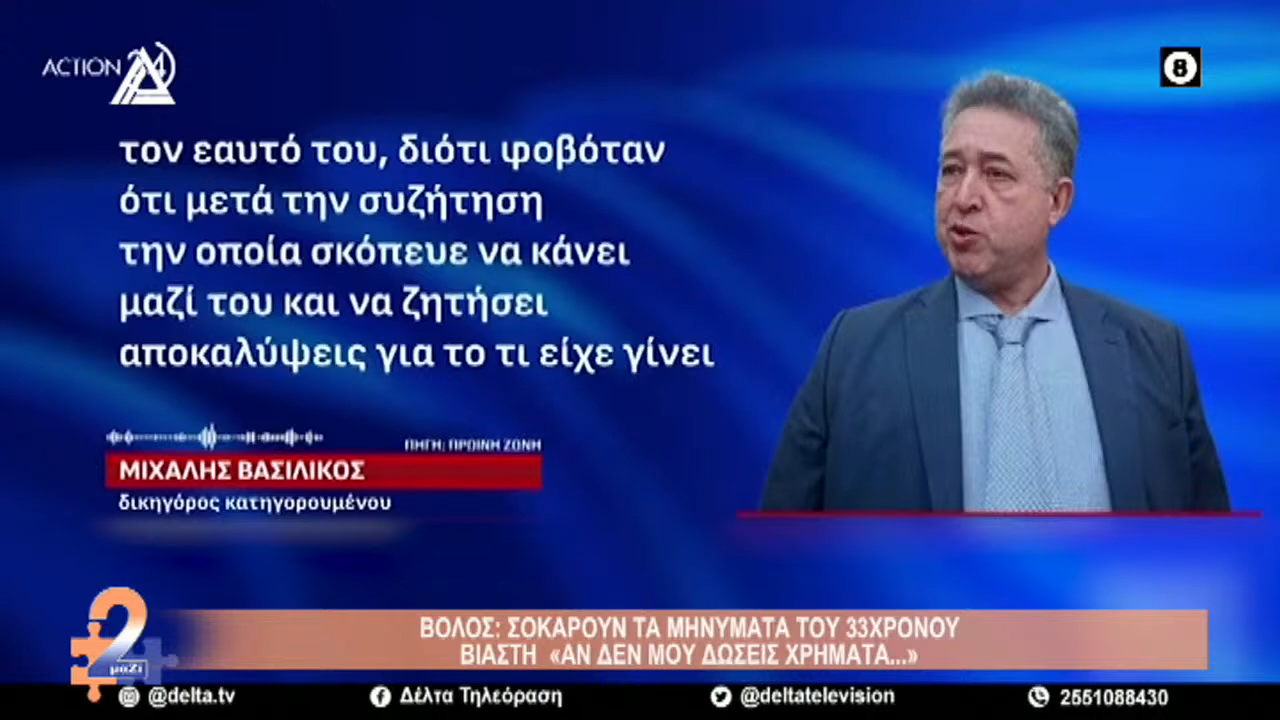 ACTION 24
8
τον εαυτό του, διότι φοβόταν
ότι μετά την συζήτηση
την οποία σκόπευε να κάνει
μαζί του και να ζητήσει
αποκαλύψεις για το τι είχε γίνει
ΠΗΓΗ: ΠΡΩΙΝΗ ΖΩΝΗ
ΜΙΧΑΛΗΣ ΒΑΣΙΛΙΚΟΣ
δικηγόρος κατηγορουμένου
2
μαζί
ΒΟΛΟΣ: ΣΟΚΑΡΟΥΝ ΤΑ ΜΗΝΥΜΑΤΑ ΤΟΥ 33ΧΡΟΝΟΥ
ΒΙΑΣΤΗ «ΑΝ ΔΕΝ ΜΟΥ ΔΩΣΕΙΣ ΧΡΗΜΑΤΑ...»
@delta.tv Δέλτα Τηλεόραση @deltatelevision 2551088430